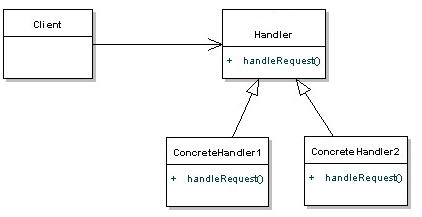 Client
Handler
+ handleRequest()
ConcreteHandler1
+ handleRequest()
ConcreteHandler2
+ handleRequest()